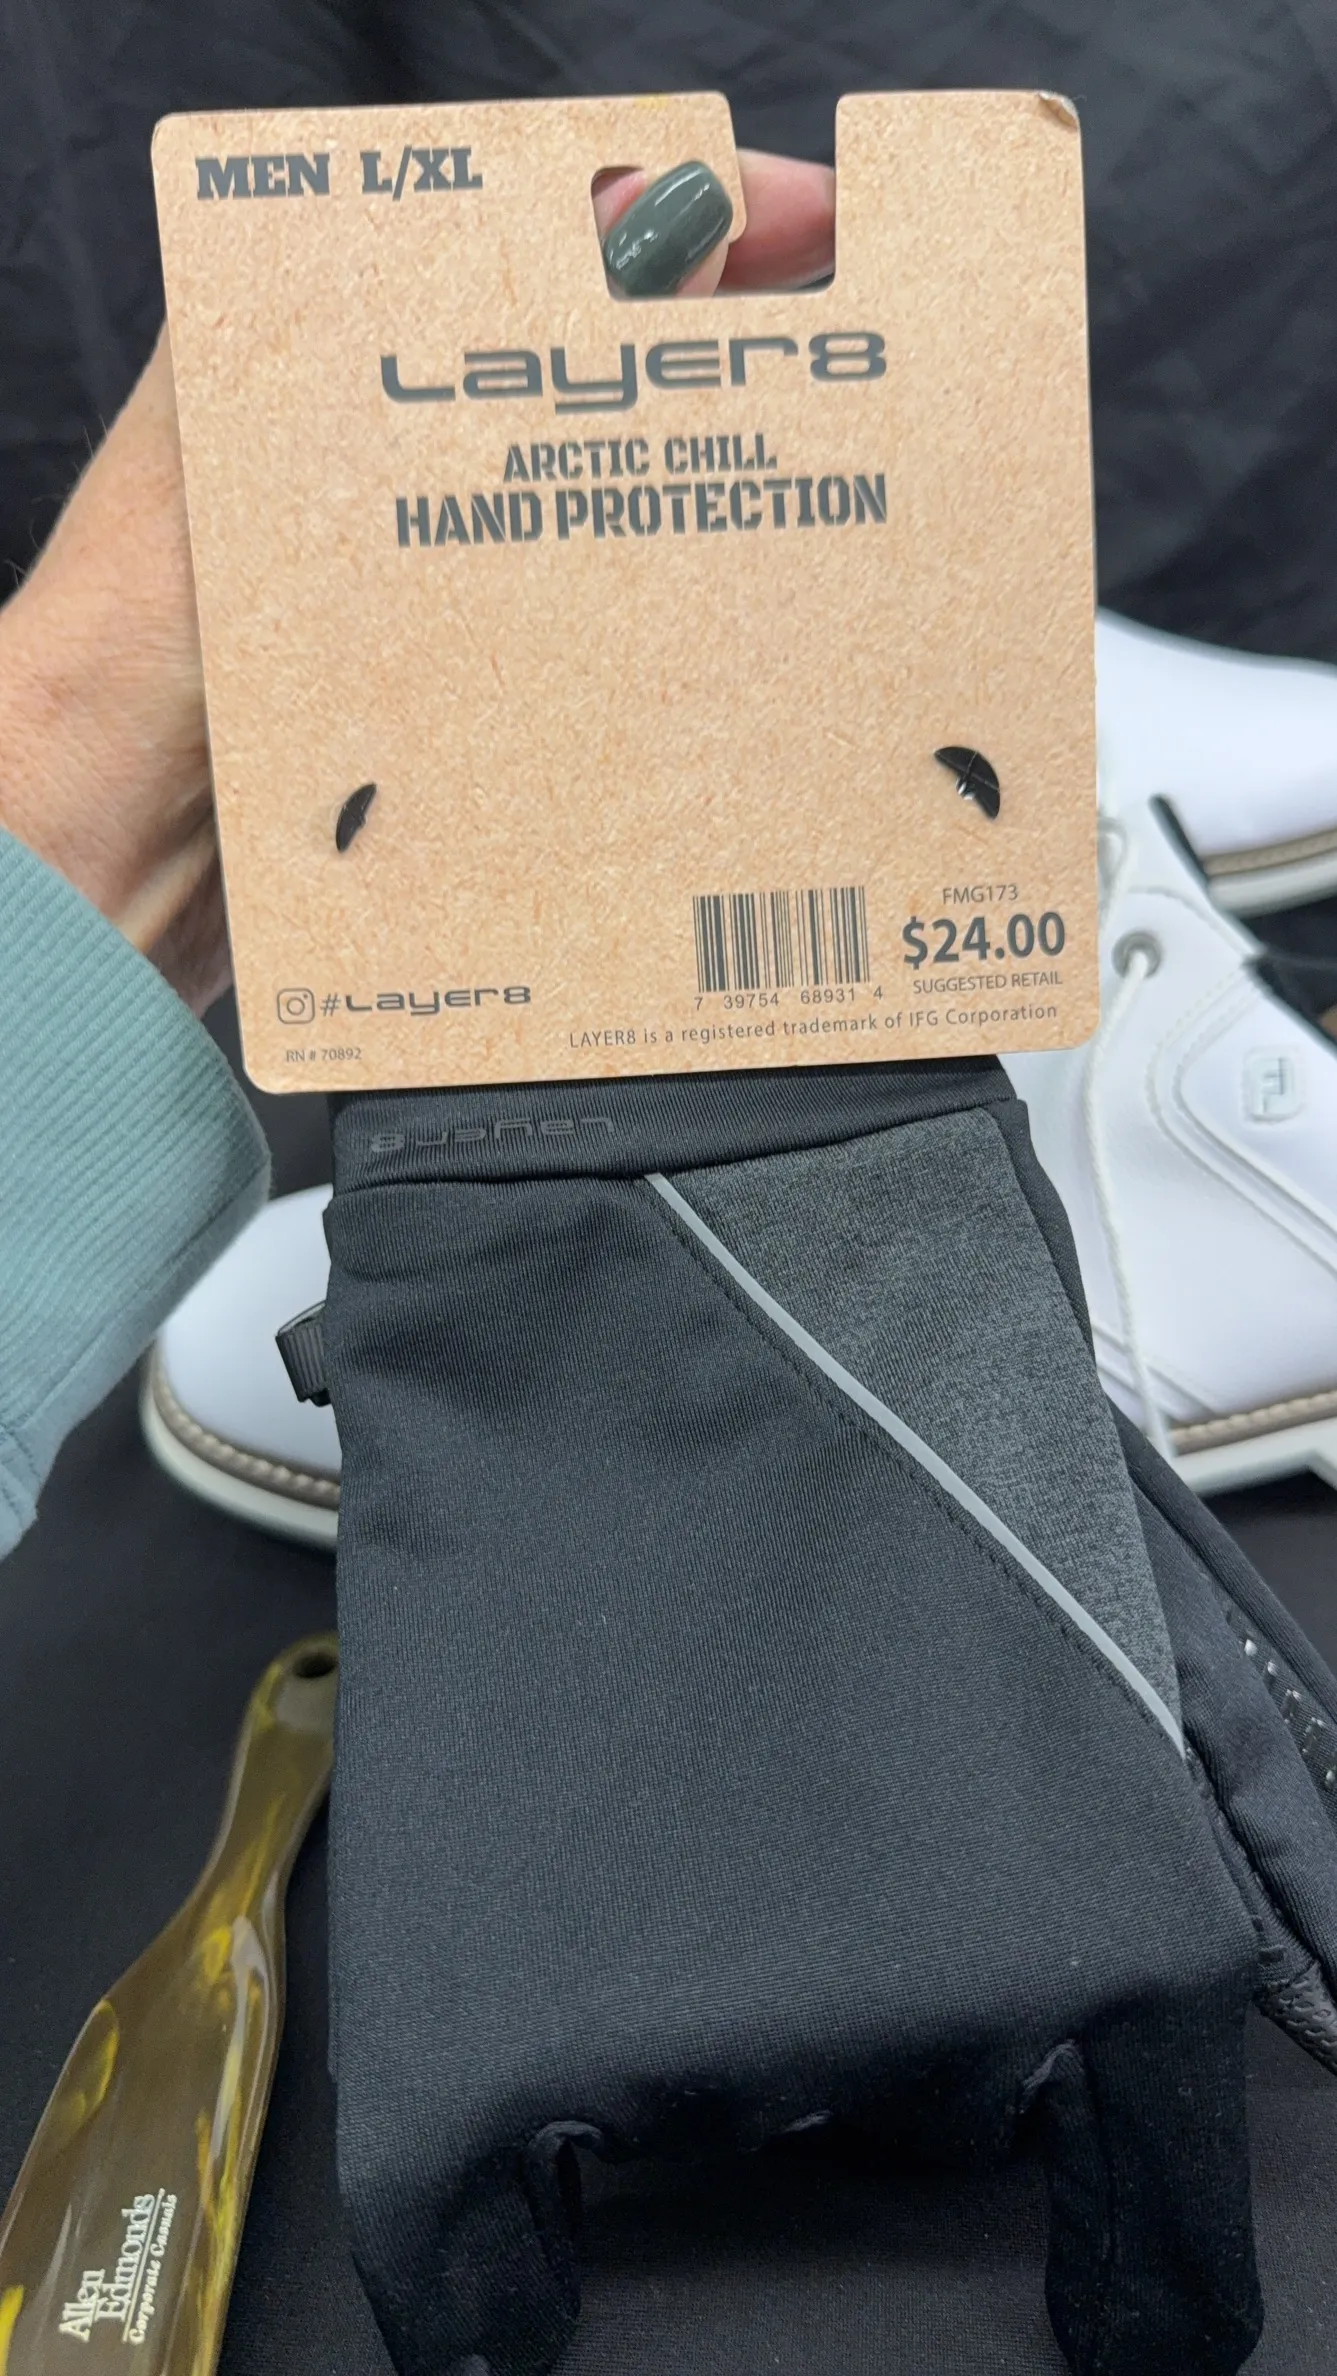 MEN L/XL
Layer8
ARCTIC CHILL
HAND PROTECTION
FMG173
$24.00
SUGGESTED RETAIL
7 39754 68931 4
#Layer8
LAYER8 is a registered trademark of IFG Corporation
RN # 70892
Layer8
FJ
Allen
Edmonds
Corporate Casuals